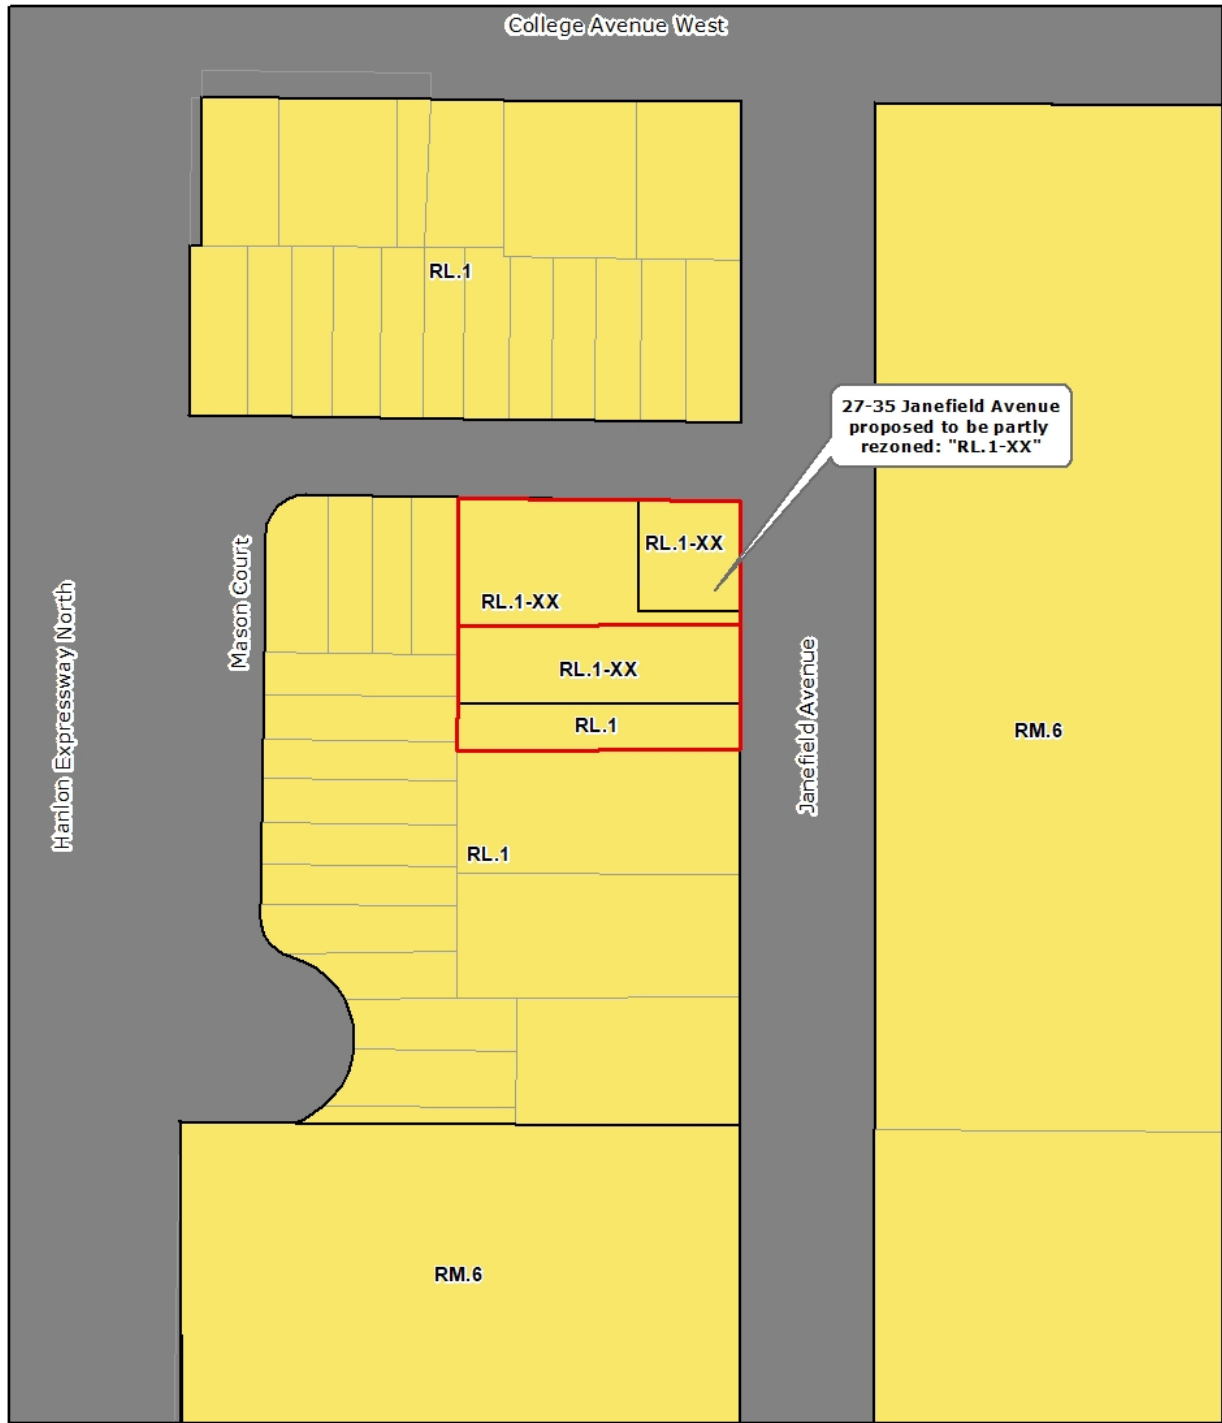 College Avenue West
RL.1
27-35 Janefield Avenue
proposed to be partly
rezoned: "RL.1-XX"
RL.1-XX
RL.1-XX
Mason Court
Hanlon Expressway North
RL.1-XX
Janefield Avenue
RL.1
RM.6
RL.1
RM.6